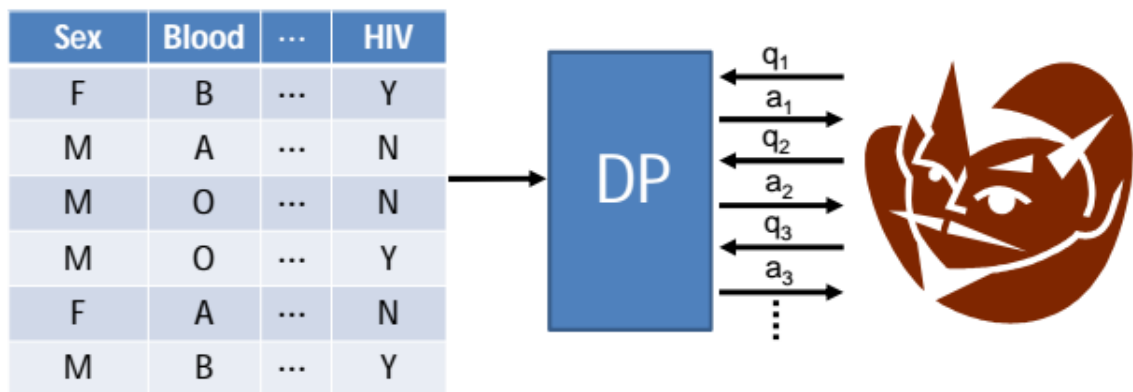 Sex Blood ... HIV
F B ... Y
M A ... N
M O ... N
M O ... Y
F A ... N
M B ... Y
DP
q1
a1
q2
a2
q3
a3